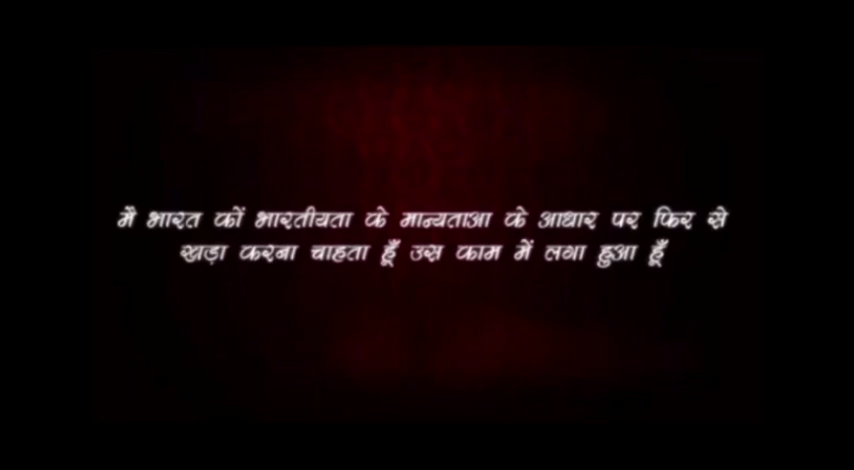 मै भारत कों भारतीयता के मान्यताआ के आधार पर फिर से
खड़ा करना चाहता हूँ उस काम में लगा हुआ हूँ